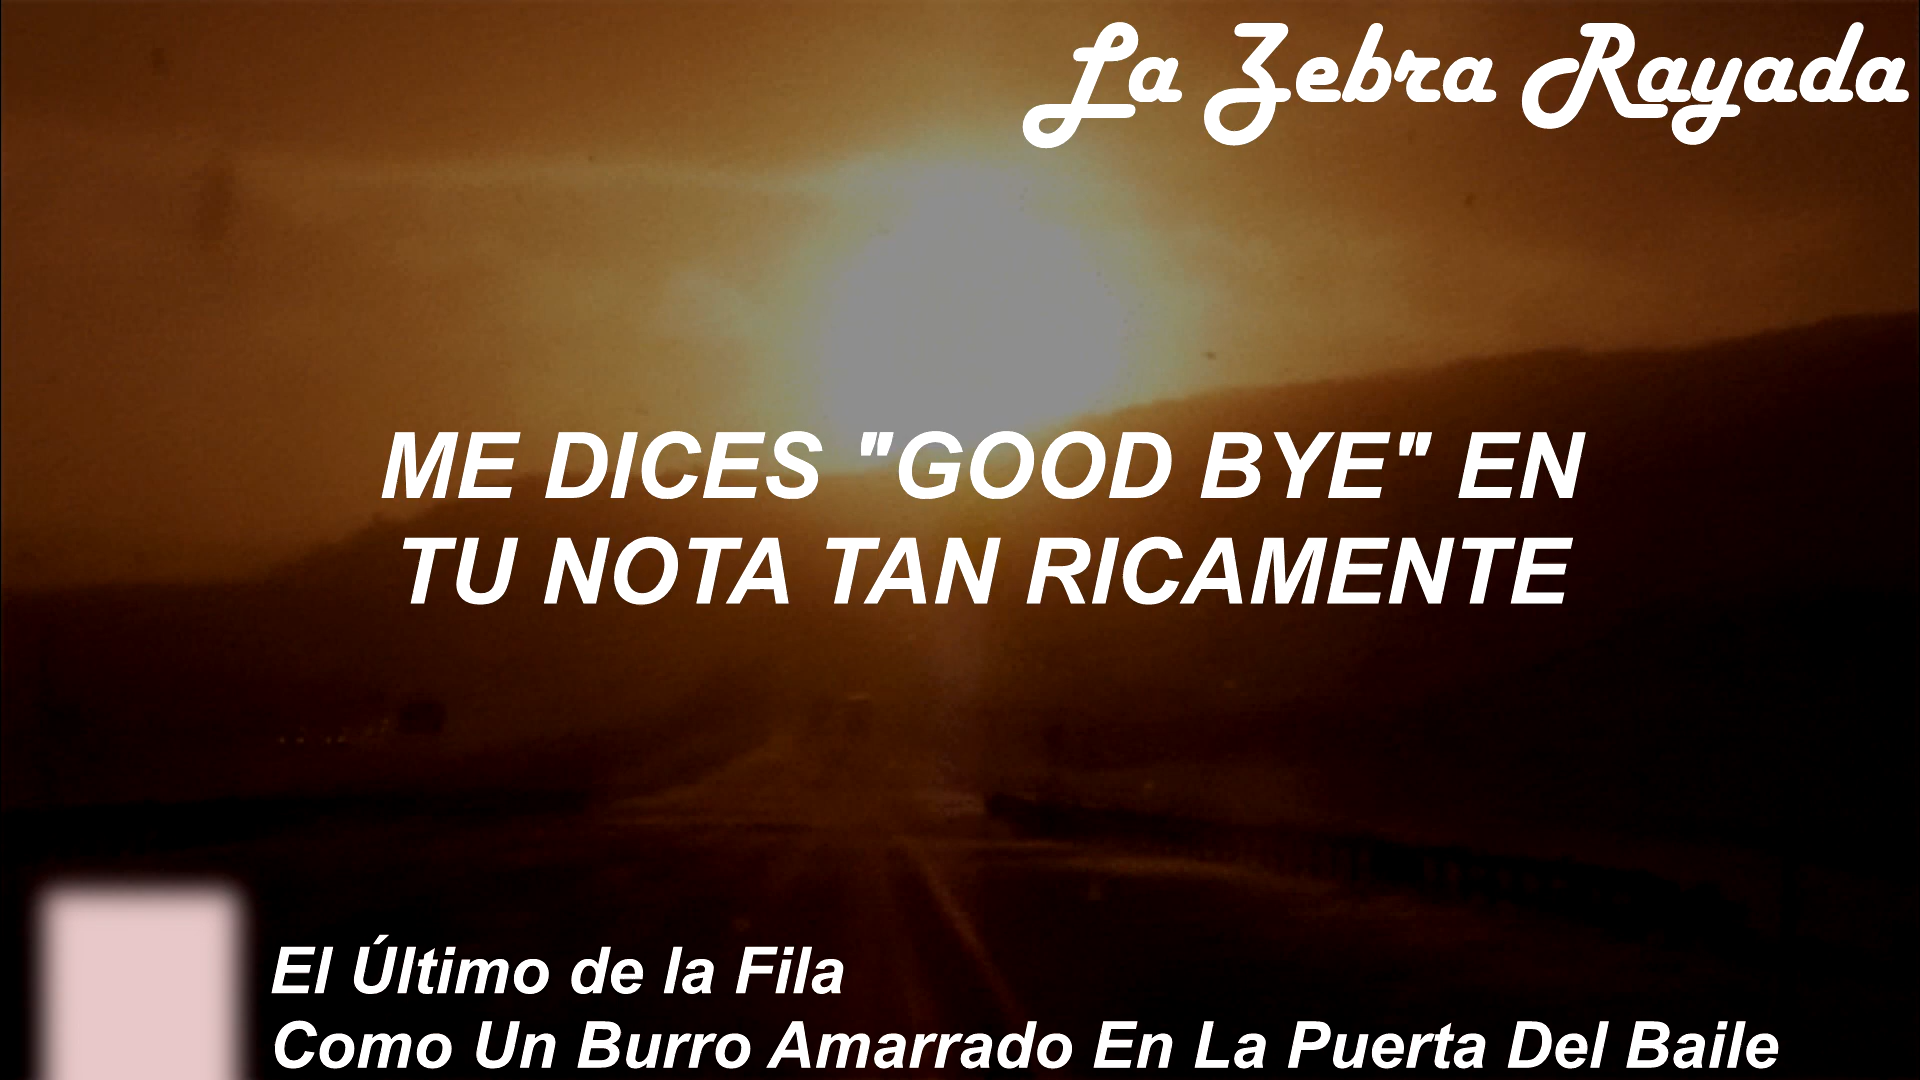 La Zebra Rayada
ME DICES "GOOD BYE" EN
TU NOTA TAN RICAMENTE
El Último de la Fila
Como Un Burro Amarrado En La Puerta Del Baile